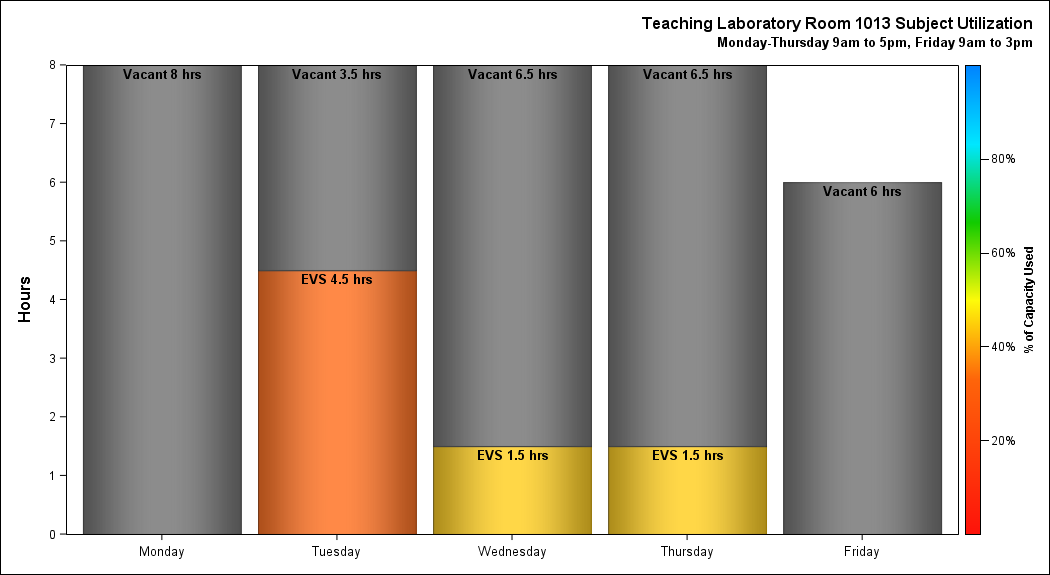 Teaching Laboratory Room 1013 Subject Utilization
Monday-Thursday 9am to 5pm, Friday 9am to 3pm
Hours
8
7
6
5
4
3
2
1
0
Vacant 8 hrs
Vacant 3.5 hrs
Vacant 6.5 hrs
Vacant 6.5 hrs
Vacant 6 hrs
EVS 4.5 hrs
EVS 1.5 hrs
EVS 1.5 hrs
Monday
Tuesday
Wednesday
Thursday
Friday
80%
60%
40%
20%
% of Capacity Used